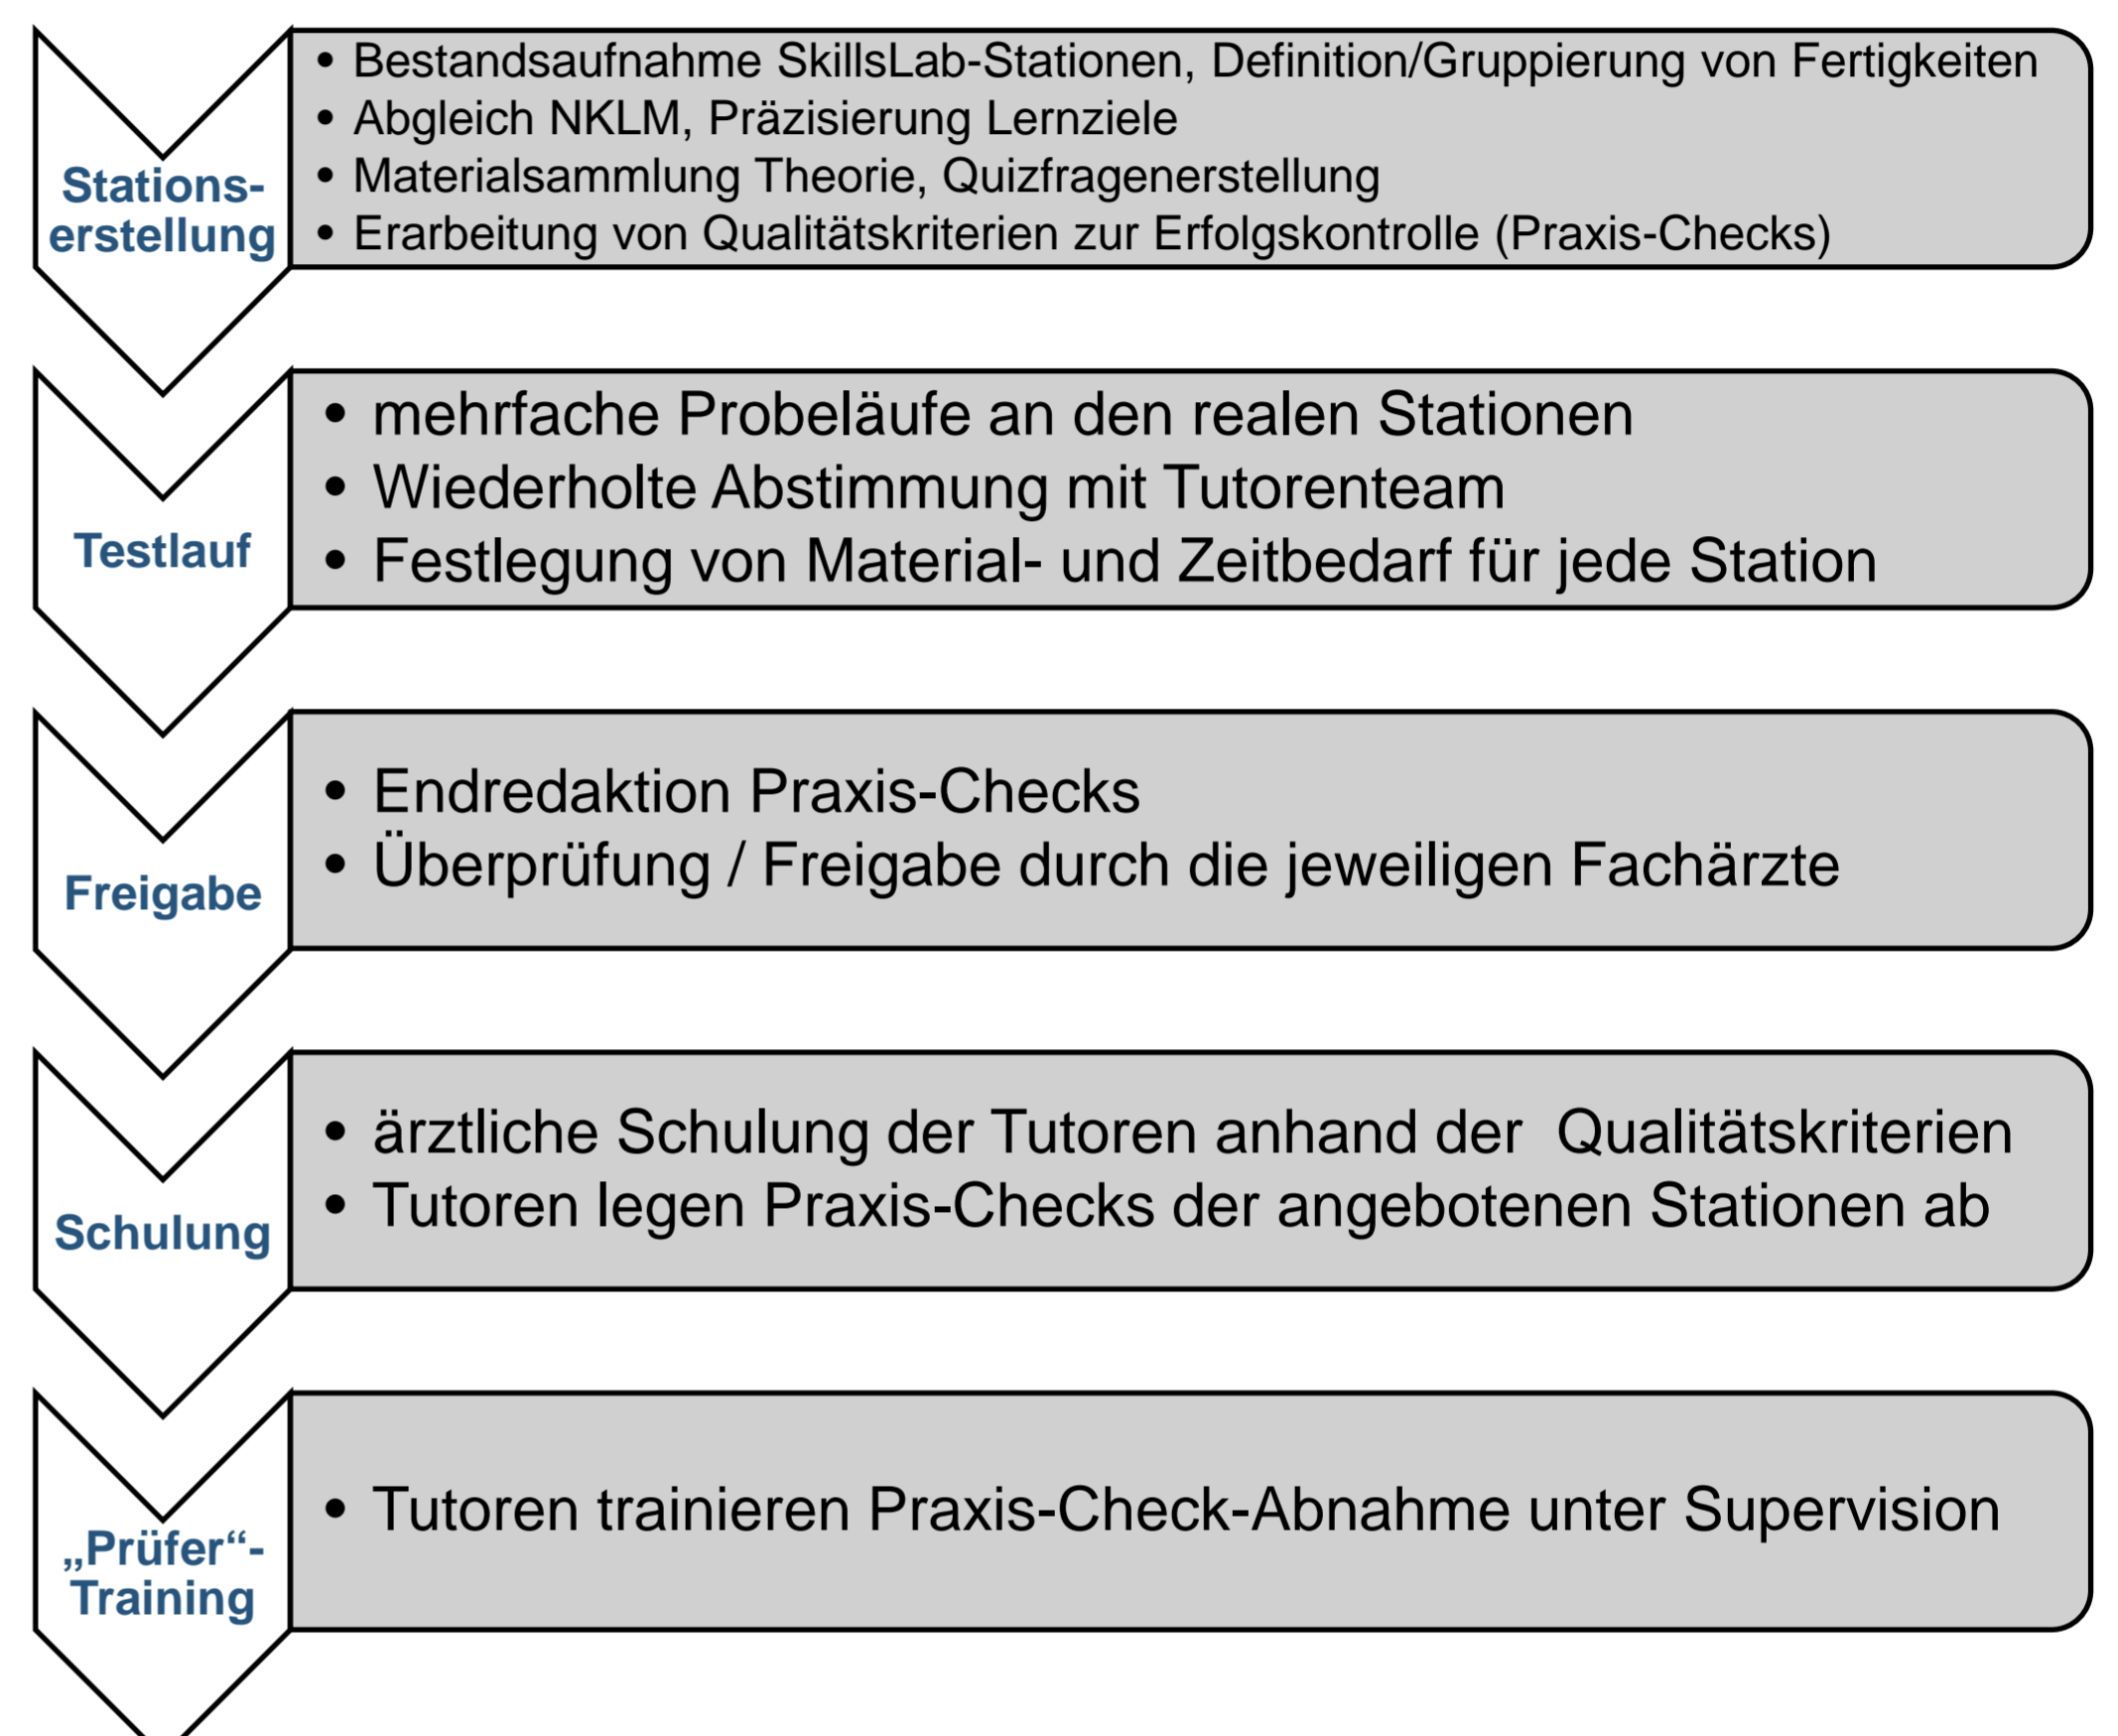 Stations-
erstellung
• Bestandsaufnahme SkillsLab-Stationen, Definition/Gruppierung von Fertigkeiten
• Abgleich NKLM, Präzisierung Lernziele
• Materialsammlung Theorie, Quizfragenerstellung
• Erarbeitung von Qualitätskriterien zur Erfolgskontrolle (Praxis-Checks)
Testlauf
• mehrfache Probeläufe an den realen Stationen
• Wiederholte Abstimmung mit Tutorenteam
• Festlegung von Material- und Zeitbedarf für jede Station
Freigabe
• Endredaktion Praxis-Checks
• Überprüfung / Freigabe durch die jeweiligen Fachärzte
Schulung
• ärztliche Schulung der Tutoren anhand der  Qualitätskriterien
• Tutoren legen Praxis-Checks der angebotenen Stationen ab
„Prüfer“-
Training
• Tutoren trainieren Praxis-Check-Abnahme unter Supervision